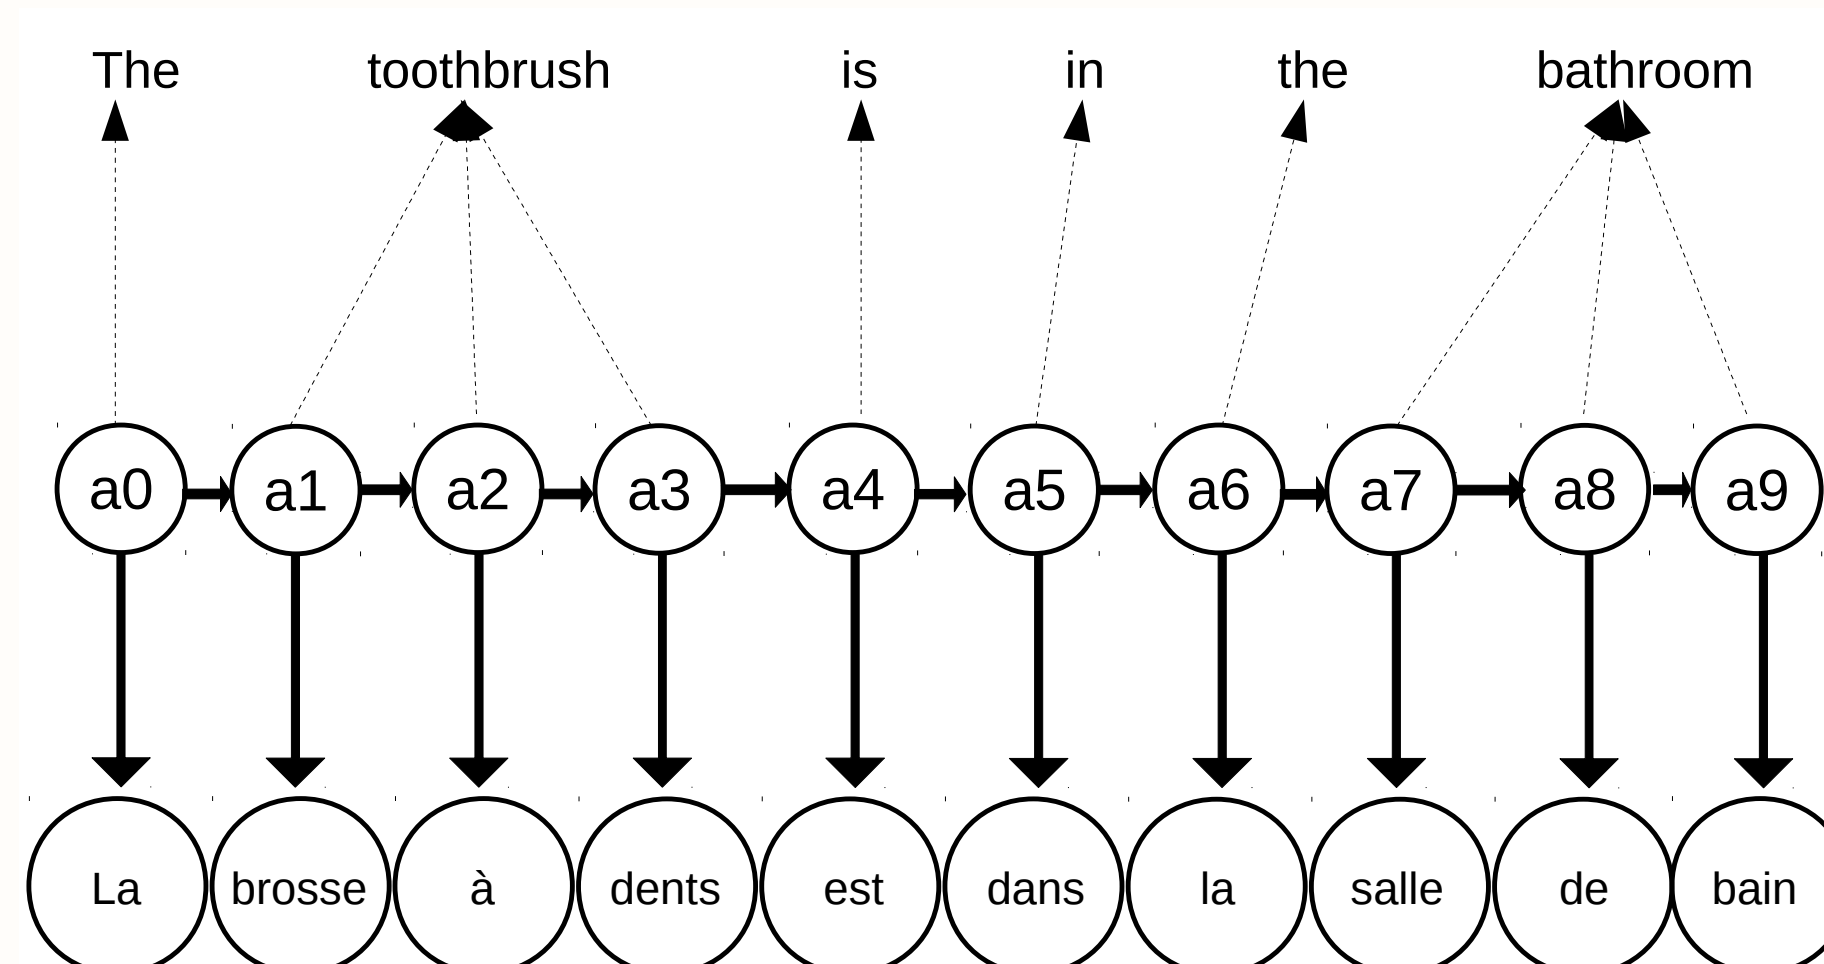 The toothbrush is in the bathroom
a0 a1 a2 a3 a4 a5 a6 a7 a8 a9
La brosse à dents est dans la salle de bain